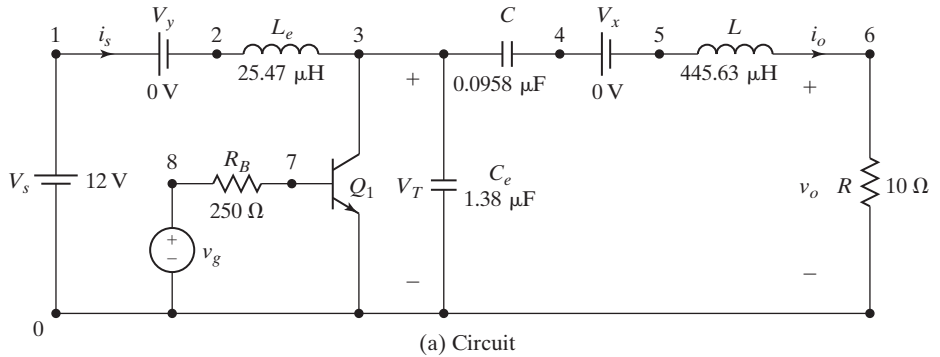 V_y L_e C V_x L
1 i_s 2 3 4 5 i_o 6
25.47 μH + 0.0958 μF 445.63 μH +
0 V 0 V
8 R_B 7
V_s 12 V Q_1 V_T C_e v_o R 10 Ω
250 Ω 1.38 μF
+
− v_g
− −
0
(a) Circuit